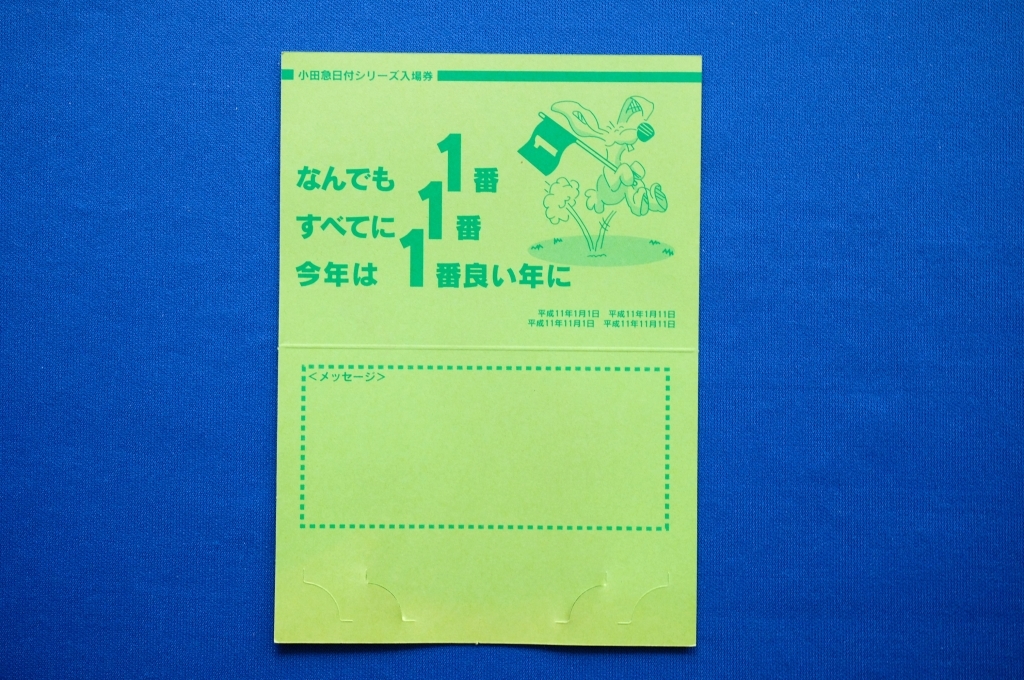 小田急日付シリーズ入場券
1
なんでも1番
すべてに1番
今年は1番良い年に
平成11年1月1日 平成11年1月11日
平成11年11月1日 平成11年11月11日
＜メッセージ＞